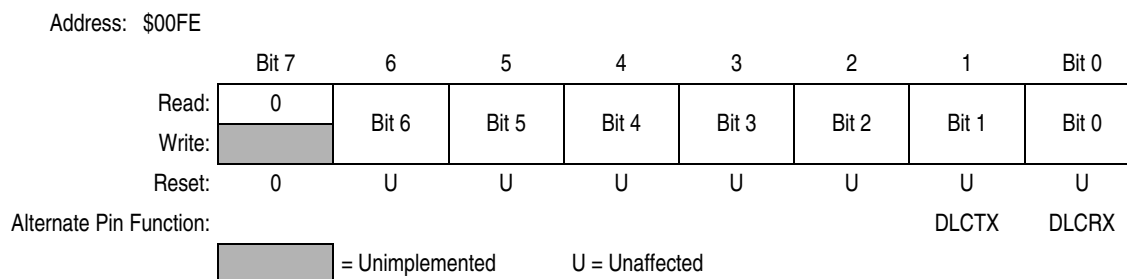 Address: $00FE
Bit 7 6 5 4 3 2 1 Bit 0
Read: 0 Bit 6 Bit 5 Bit 4 Bit 3 Bit 2 Bit 1 Bit 0
Write:
Reset: 0 U U U U U U U
Alternate Pin Function: DLCTX DLCRX
= Unimplemented U = Unaffected